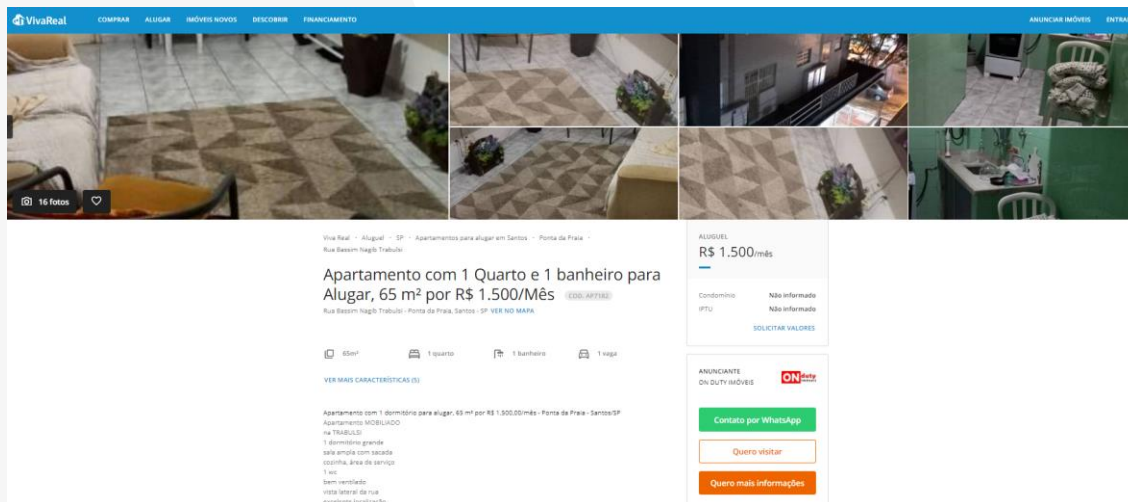 VivaReal COMPRAR ALUGAR IMÓVEIS NOVOS DESCOBRIR FINANCIAMENTO ANUNCIAR IMÓVEIS ENTRAR
16 fotos
Viva Real Aluguel SP Apartamentos para alugar em Santos Ponta da Praia
Rua Bassim Nagib Trabulsi
Apartamento com 1 Quarto e 1 banheiro para
Alugar, 65 m² por R$ 1.500/Mês COD. AP7182
Rua Bassim Nagib Trabulsi - Ponta da Praia, Santos - SP VER NO MAPA
65m² 1 quarto 1 banheiro 1 vaga
VER MAIS CARACTERÍSTICAS (5)
Apartamento com 1 dormitório para alugar, 65 m² por R$ 1.500,00/mês - Ponta da Praia - Santos/SP
Apartamento MOBILIADO
na TRABULSI
1 dormitório grande
sala ampla com sacada
cozinha, área de serviço
1 wc
bem ventilado
vista lateral da rua
excelente localização
ALUGUEL
R$ 1.500/mês
Condomínio Não informado
IPTU Não informado
SOLICITAR VALORES
ANUNCIANTE
ON DUTY IMÓVEIS
ON duty
Contato por WhatsApp
Quero visitar
Quero mais informações